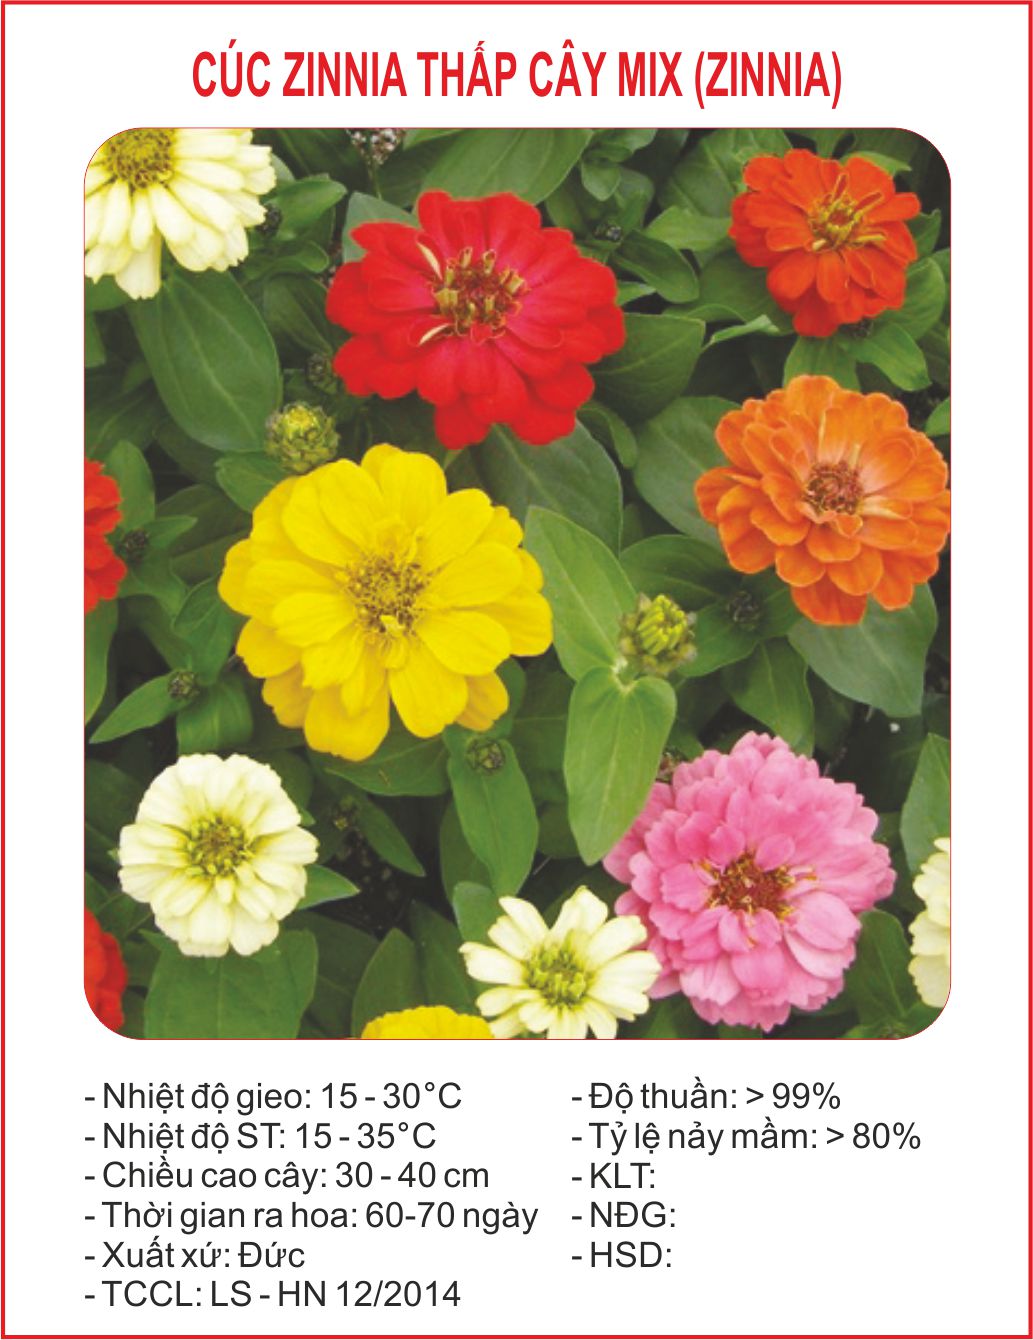 CÚC ZINNIA THẤP CÂY MIX (ZINNIA)
- Nhiệt độ gieo: 15 - 30°C
- Nhiệt độ ST: 15 - 35°C
- Chiều cao cây: 30 - 40 cm
- Thời gian ra hoa: 60-70 ngày
- Xuất xứ: Đức
- TCCL: LS - HN 12/2014
- Độ thuần: > 99%
- Tỷ lệ nảy mầm: > 80%
- KLT:
- NĐG:
- HSD: